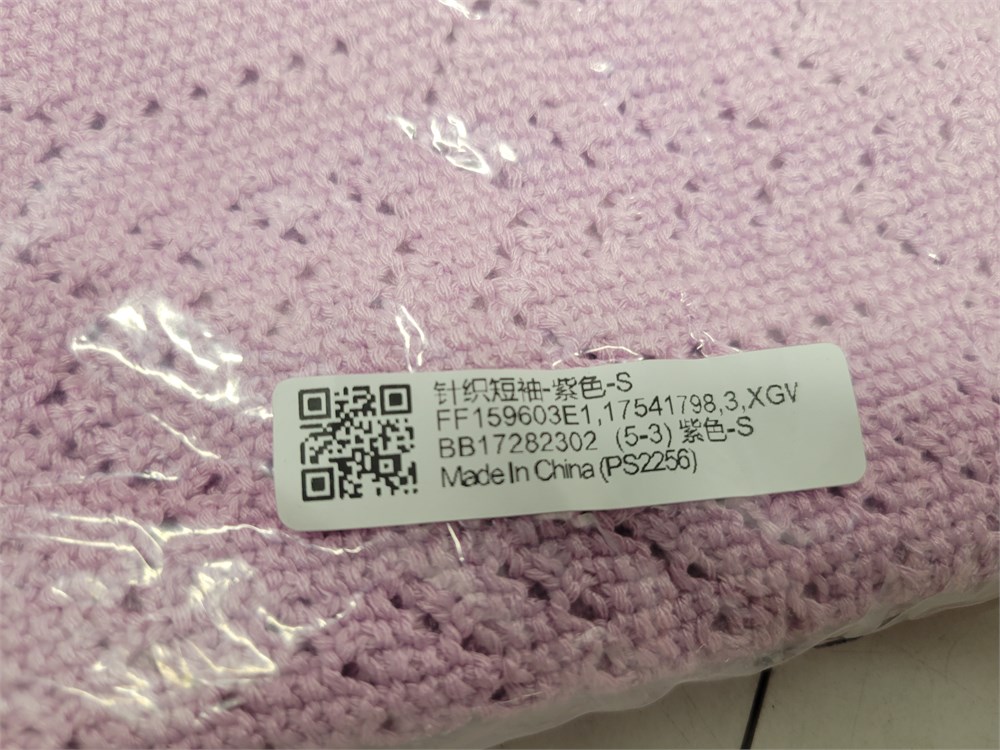 针织短袖-紫色-S
FF159603E1,17541798,3,XGV
BB17282302 (5-3) 紫色-S
Made In China (PS2256)